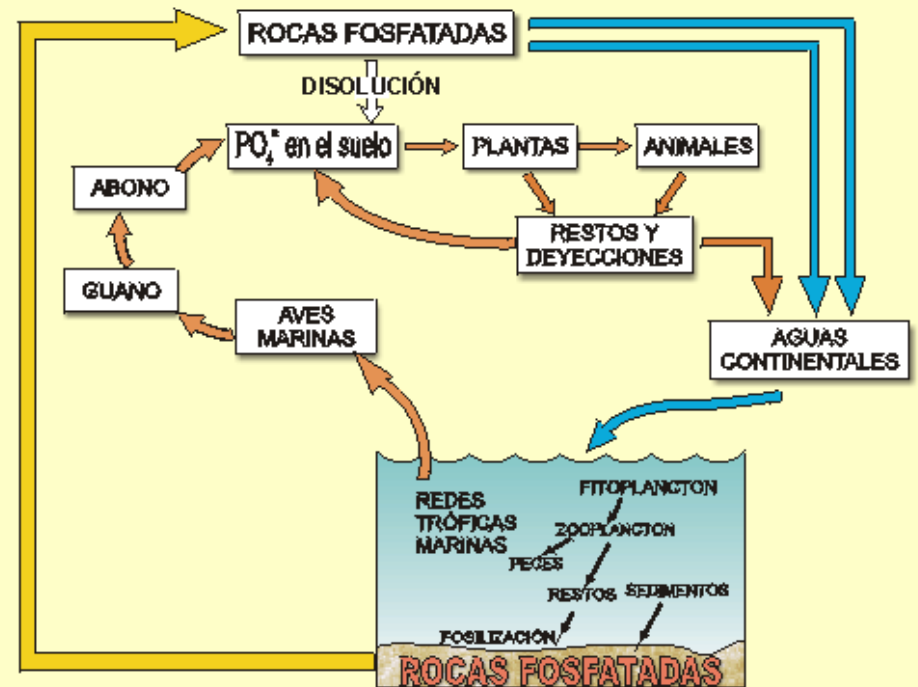 ROCAS FOSFATADAS
DISOLUCIÓN
PO₄⁼ en el suelo
PLANTAS
ANIMALES
ABONO
RESTOS Y
DEYECCIONES
GUANO
AVES
MARINAS
AGUAS
CONTINENTALES
REDES
TRÓFICAS
MARINAS
FITOPLANCTON
ZOOPLANCTON
PECES
RESTOS
SEDIMENTOS
FOSILIZACIÓN
ROCAS FOSFATADAS